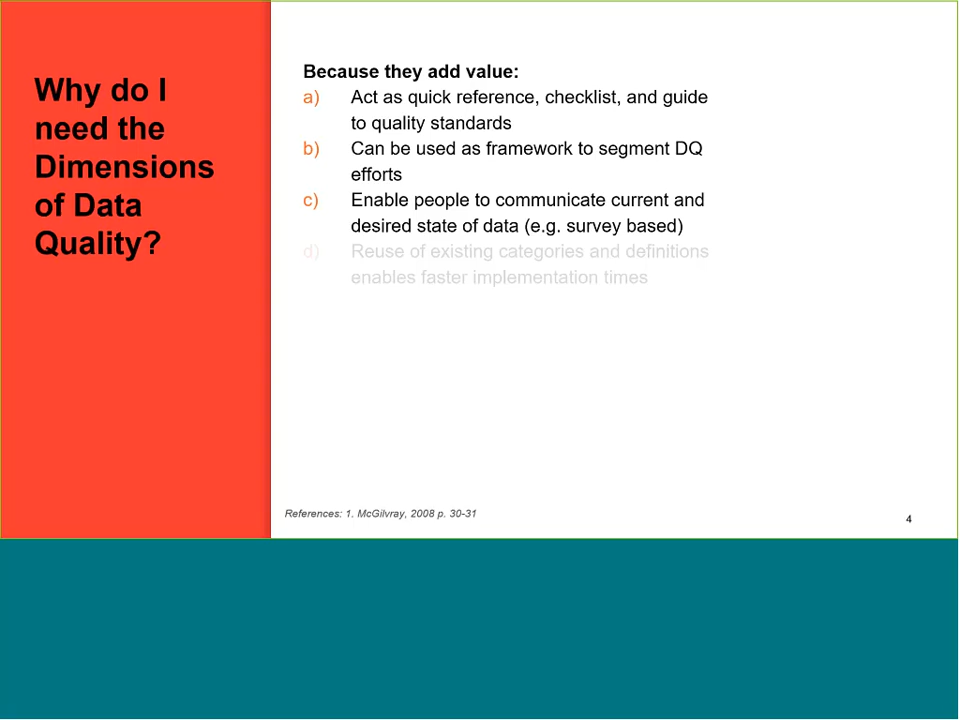 Why do I
need the
Dimensions
of Data
Quality?
Because they add value:
a) Act as quick reference, checklist, and guide
to quality standards
b) Can be used as framework to segment DQ
efforts
c) Enable people to communicate current and
desired state of data (e.g. survey based)
d) Reuse of existing categories and definitions
enables faster implementation times
References: 1. McGilvray, 2008 p. 30-31
4